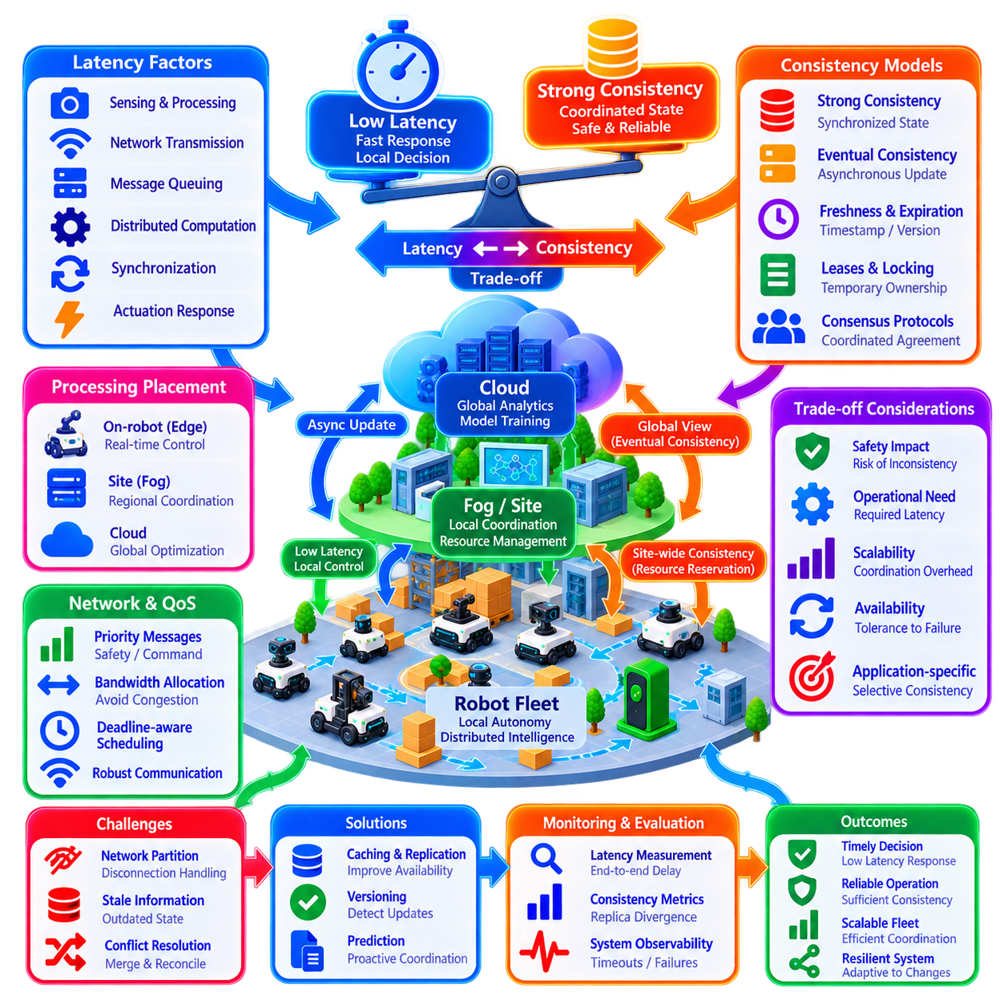 Latency Factors
Sensing & Processing
Network Transmission
Message Queuing
Distributed Computation
Synchronization
Actuation Response
Low Latency
Fast Response
Local Decision
Strong Consistency
Coordinated State
Safe & Reliable
Latency
Consistency
Trade-off
Consistency Models
Strong Consistency
Synchronized State
Eventual Consistency
Asynchronous Update
Freshness & Expiration
Timestamp / Version
Leases & Locking
Temporary Ownership
Consensus Protocols
Coordinated Agreement
Processing Placement
On-robot (Edge)
Real-time Control
Site (Fog)
Regional Coordination
Cloud
Global Optimization
Cloud
Global Analytics
Model Training
Async Update
Global View
(Eventual Consistency)
Fog / Site
Local Coordination
Resource Management
Low Latency
Local Control
Site-wide Consistency
(Resource Reservation)
Robot Fleet
Local Autonomy
Distributed Intelligence
Trade-off Considerations
Safety Impact
Risk of Inconsistency
Operational Need
Required Latency
Scalability
Coordination Overhead
Availability
Tolerance to Failure
Application-specific
Selective Consistency
Network & QoS
Priority Messages
Safety / Command
Bandwidth Allocation
Avoid Congestion
Deadline-aware
Scheduling
Robust Communication
Challenges
Network Partition
Disconnection Handling
Stale Information
Outdated State
Conflict Resolution
Merge & Reconcile
Solutions
Caching & Replication
Improve Availability
Versioning
Detect Updates
Prediction
Proactive Coordination
Monitoring & Evaluation
Latency Measurement
End-to-end Delay
Consistency Metrics
Replica Divergence
System Observability
Timeouts / Failures
Outcomes
Timely Decision
Low Latency Response
Reliable Operation
Sufficient Consistency
Scalable Fleet
Efficient Coordination
Resilient System
Adaptive to Changes